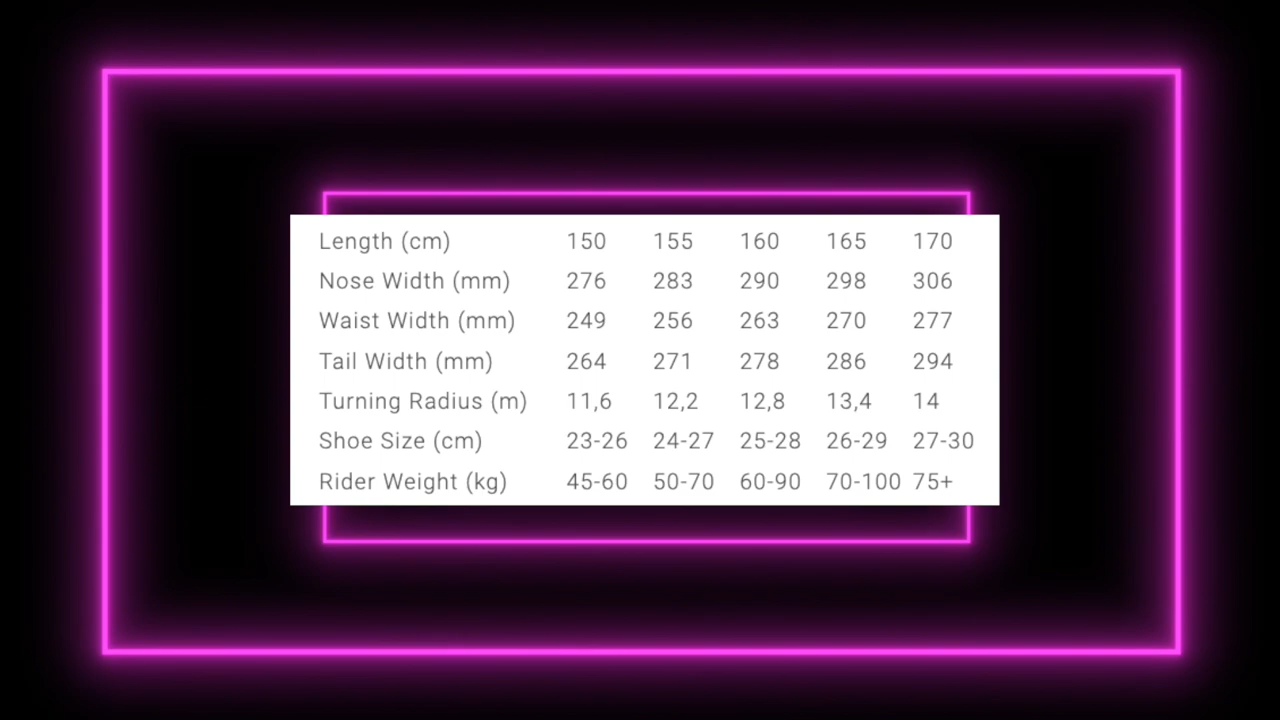 Length (cm) 150 155 160 165 170
Nose Width (mm) 276 283 290 298 306
Waist Width (mm) 249 256 263 270 277
Tail Width (mm) 264 271 278 286 294
Turning Radius (m) 11,6 12,2 12,8 13,4 14
Shoe Size (cm) 23-26 24-27 25-28 26-29 27-30
Rider Weight (kg) 45-60 50-70 60-90 70-100 75+